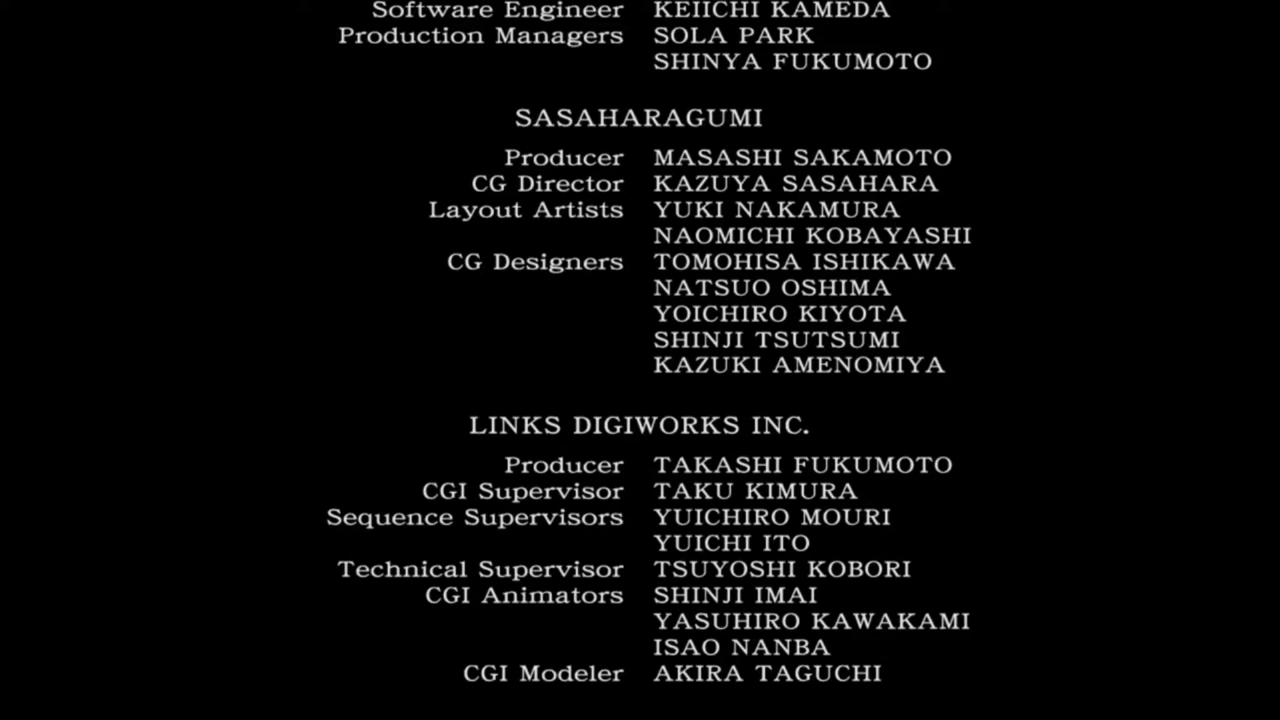 Software Engineer KEIICHI KAMEDA
Production Managers SOLA PARK
SHINYA FUKUMOTO
SASAHARAGUMI
Producer MASASHI SAKAMOTO
CG Director KAZUYA SASAHARA
Layout Artists YUKI NAKAMURA
NAOMICHI KOBAYASHI
CG Designers TOMOHISA ISHIKAWA
NATSUO OSHIMA
YOICHIRO KIYOTA
SHINJI TSUTSUMI
KAZUKI AMENOMIYA
LINKS DIGIWORKS INC.
Producer TAKASHI FUKUMOTO
CGI Supervisor TAKU KIMURA
Sequence Supervisors YUICHIRO MOURI
YUICHI ITO
Technical Supervisor TSUYOSHI KOBORI
CGI Animators SHINJI IMAI
YASUHIRO KAWAKAMI
ISAO NANBA
CGI Modeler AKIRA TAGUCHI